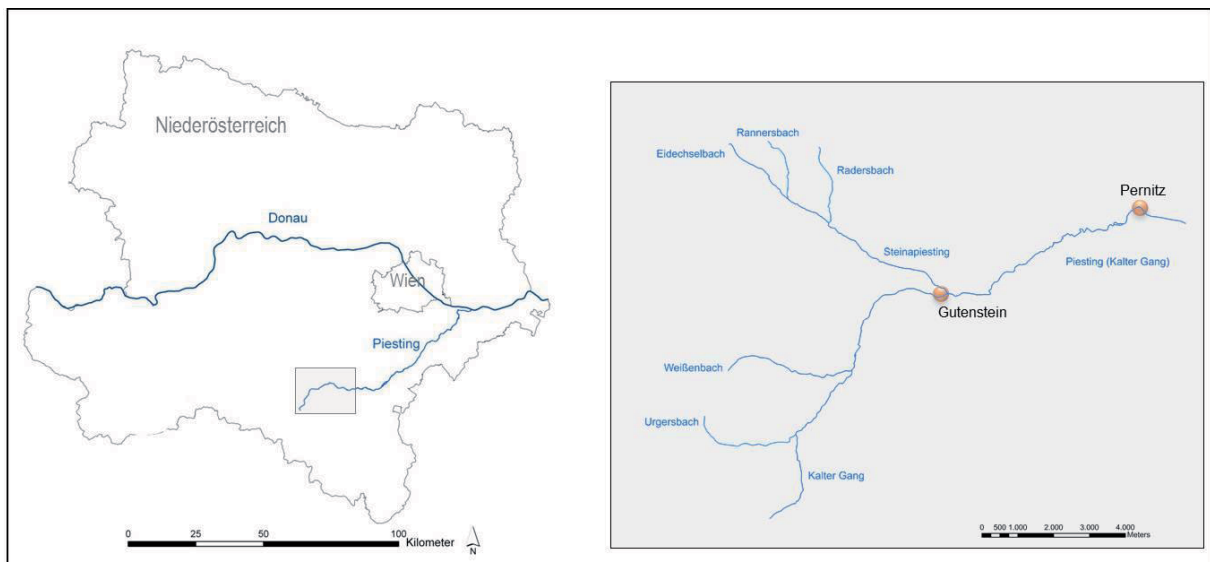 Niederösterreich
Donau
Wien
Piesting
0 25 50 100
Kilometer
N
Rannersbach
Eidechselbach
Radersbach
Pernitz
Steinapiesting
Piesting (Kalter Gang)
Gutenstein
Weißenbach
Urgersbach
Kalter Gang
0 500 1.000 2.000 3.000 4.000
Meters